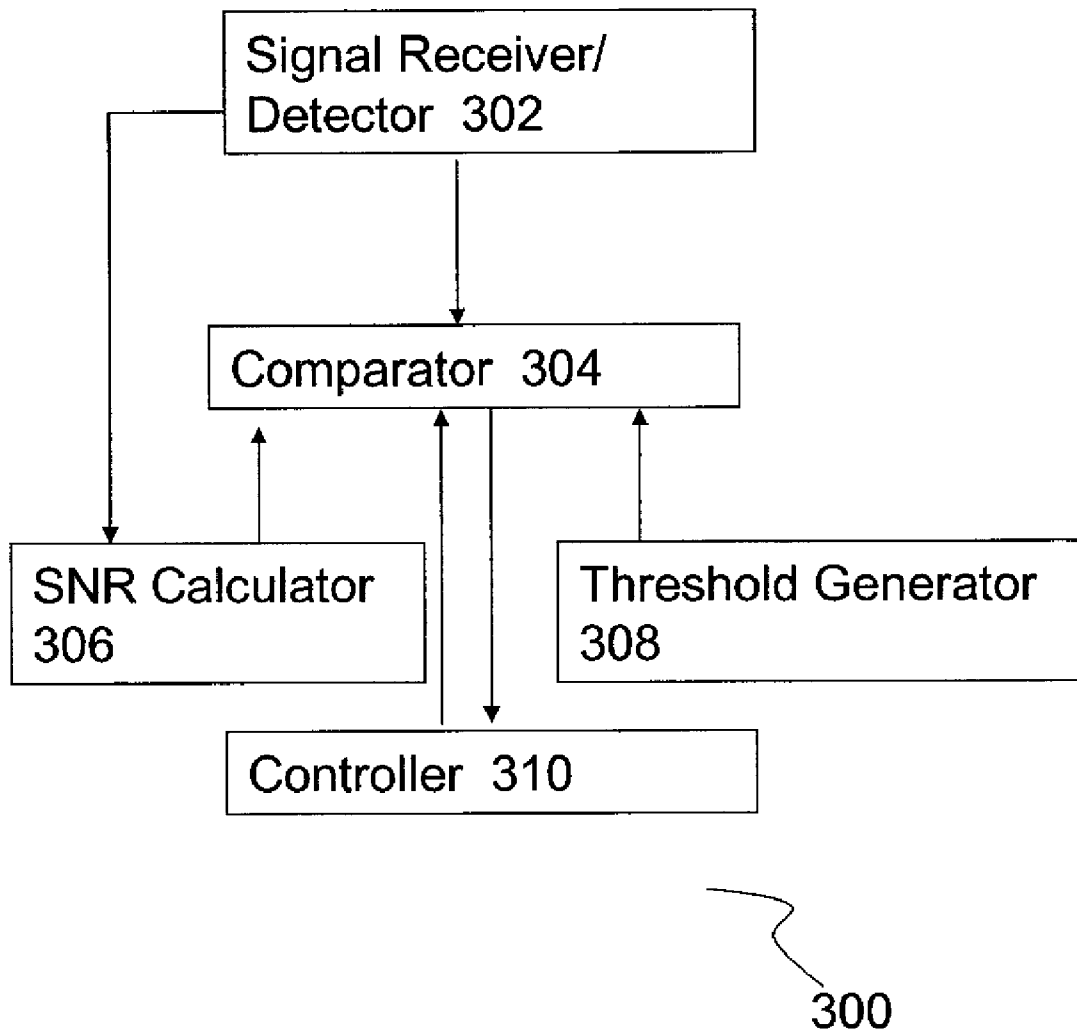 Signal Receiver/
Detector 302
Comparator 304
SNR Calculator
306
Threshold Generator
308
Controller 310
300